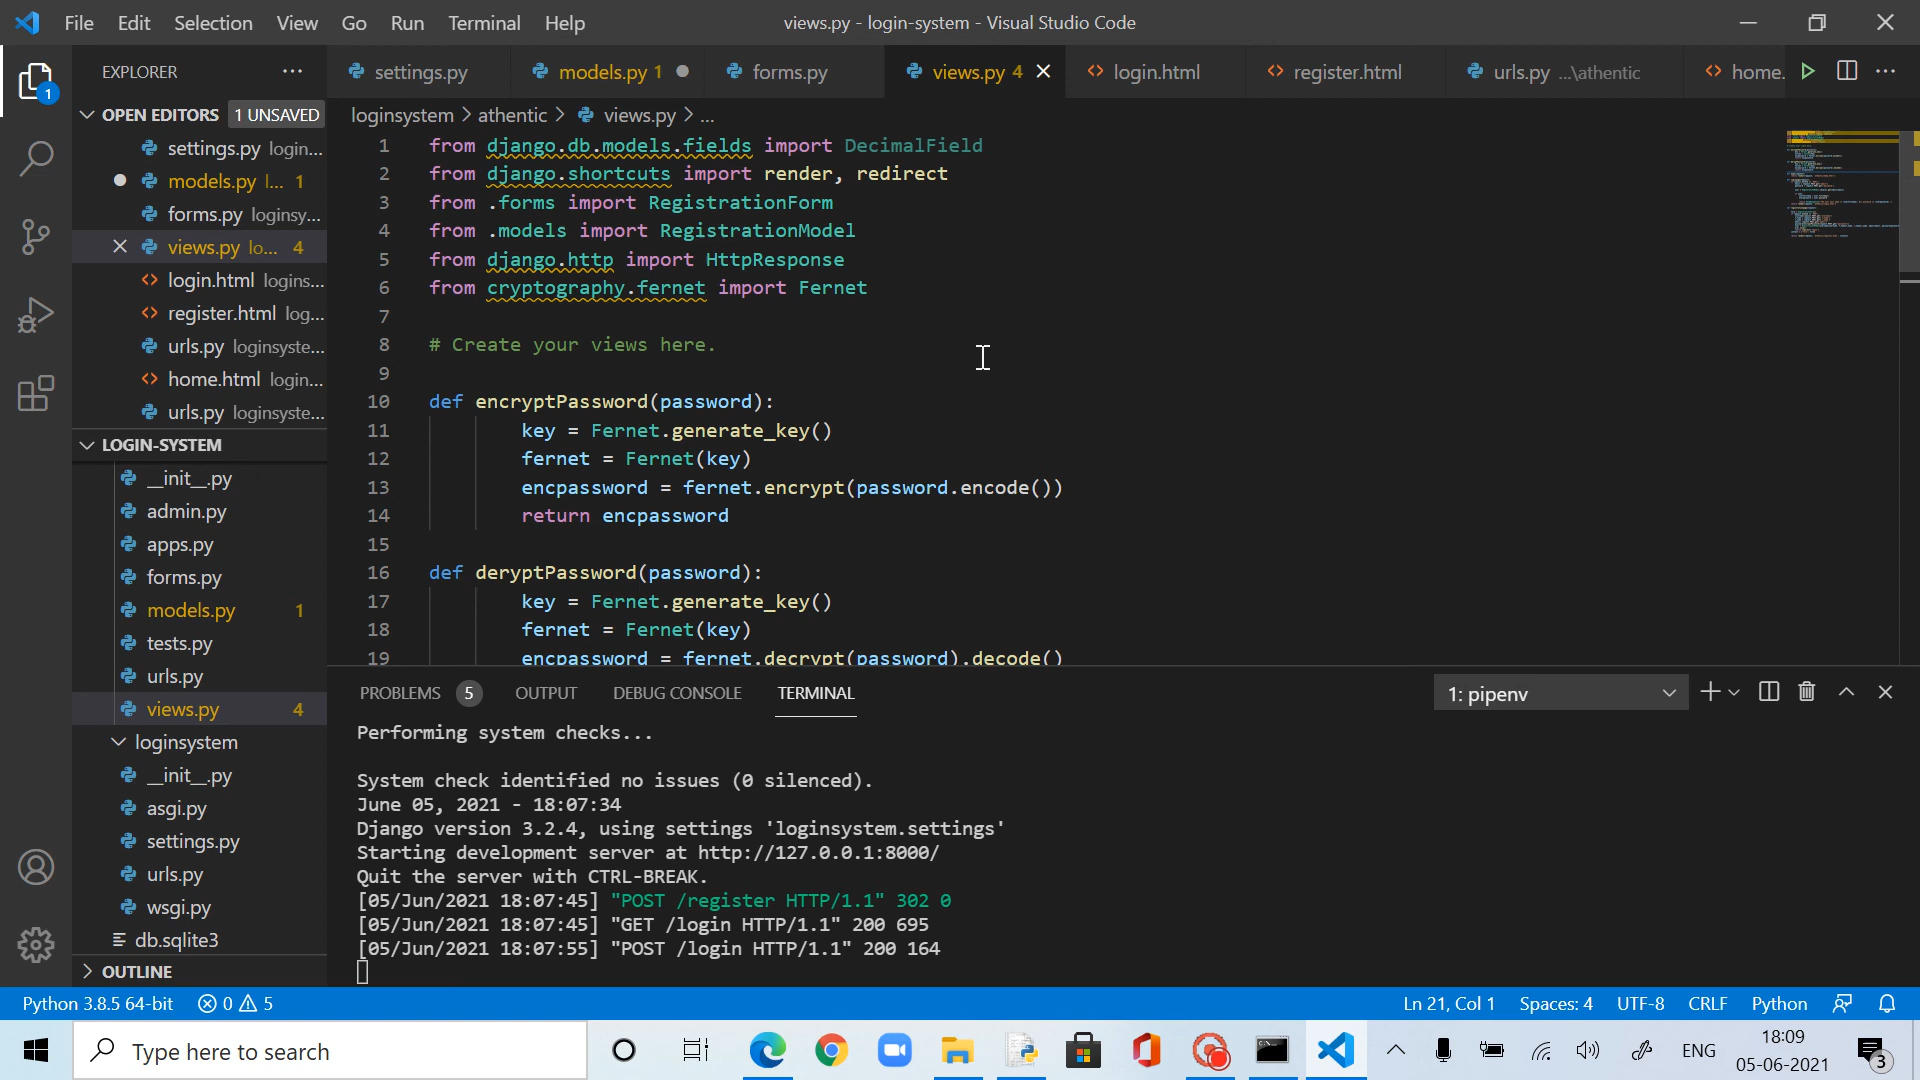 File Edit Selection View Go Run Terminal Help
views.py - login-system - Visual Studio Code
EXPLORER
settings.py
models.py 1
forms.py
views.py 4
login.html
register.html
urls.py ...\athentic
home.
1
OPEN EDITORS 1 UNSAVED
settings.py login...
models.py l... 1
forms.py loginsy...
views.py lo... 4
login.html logins...
register.html log...
urls.py loginsyste...
home.html login...
urls.py loginsyste...
LOGIN-SYSTEM
__init__.py
admin.py
apps.py
forms.py
models.py 1
tests.py
urls.py
views.py 4
loginsystem
__init__.py
asgi.py
settings.py
urls.py
wsgi.py
db.sqlite3
OUTLINE
loginsystem > athentic > views.py > ...
1 from django.db.models.fields import DecimalField
2 from django.shortcuts import render, redirect
3 from .forms import RegistrationForm
4 from .models import RegistrationModel
5 from django.http import HttpResponse
6 from cryptography.fernet import Fernet
7
8 # Create your views here.
9
10 def encryptPassword(password):
11 key = Fernet.generate_key()
12 fernet = Fernet(key)
13 encpassword = fernet.encrypt(password.encode())
14 return encpassword
15
16 def deryptPassword(password):
17 key = Fernet.generate_key()
18 fernet = Fernet(key)
19 encpassword = fernet.decrypt(password).decode()
PROBLEMS 5 OUTPUT DEBUG CONSOLE TERMINAL
1: pipenv
Performing system checks...
System check identified no issues (0 silenced).
June 05, 2021 - 18:07:34
Django version 3.2.4, using settings 'loginsystem.settings'
Starting development server at http://127.0.0.1:8000/
Quit the server with CTRL-BREAK.
[05/Jun/2021 18:07:45] "POST /register HTTP/1.1" 302 0
[05/Jun/2021 18:07:45] "GET /login HTTP/1.1" 200 695
[05/Jun/2021 18:07:55] "POST /login HTTP/1.1" 200 164
Python 3.8.5 64-bit 0 5
Ln 21, Col 1 Spaces: 4 UTF-8 CRLF Python
Type here to search
ENG
18:09
05-06-2021
3